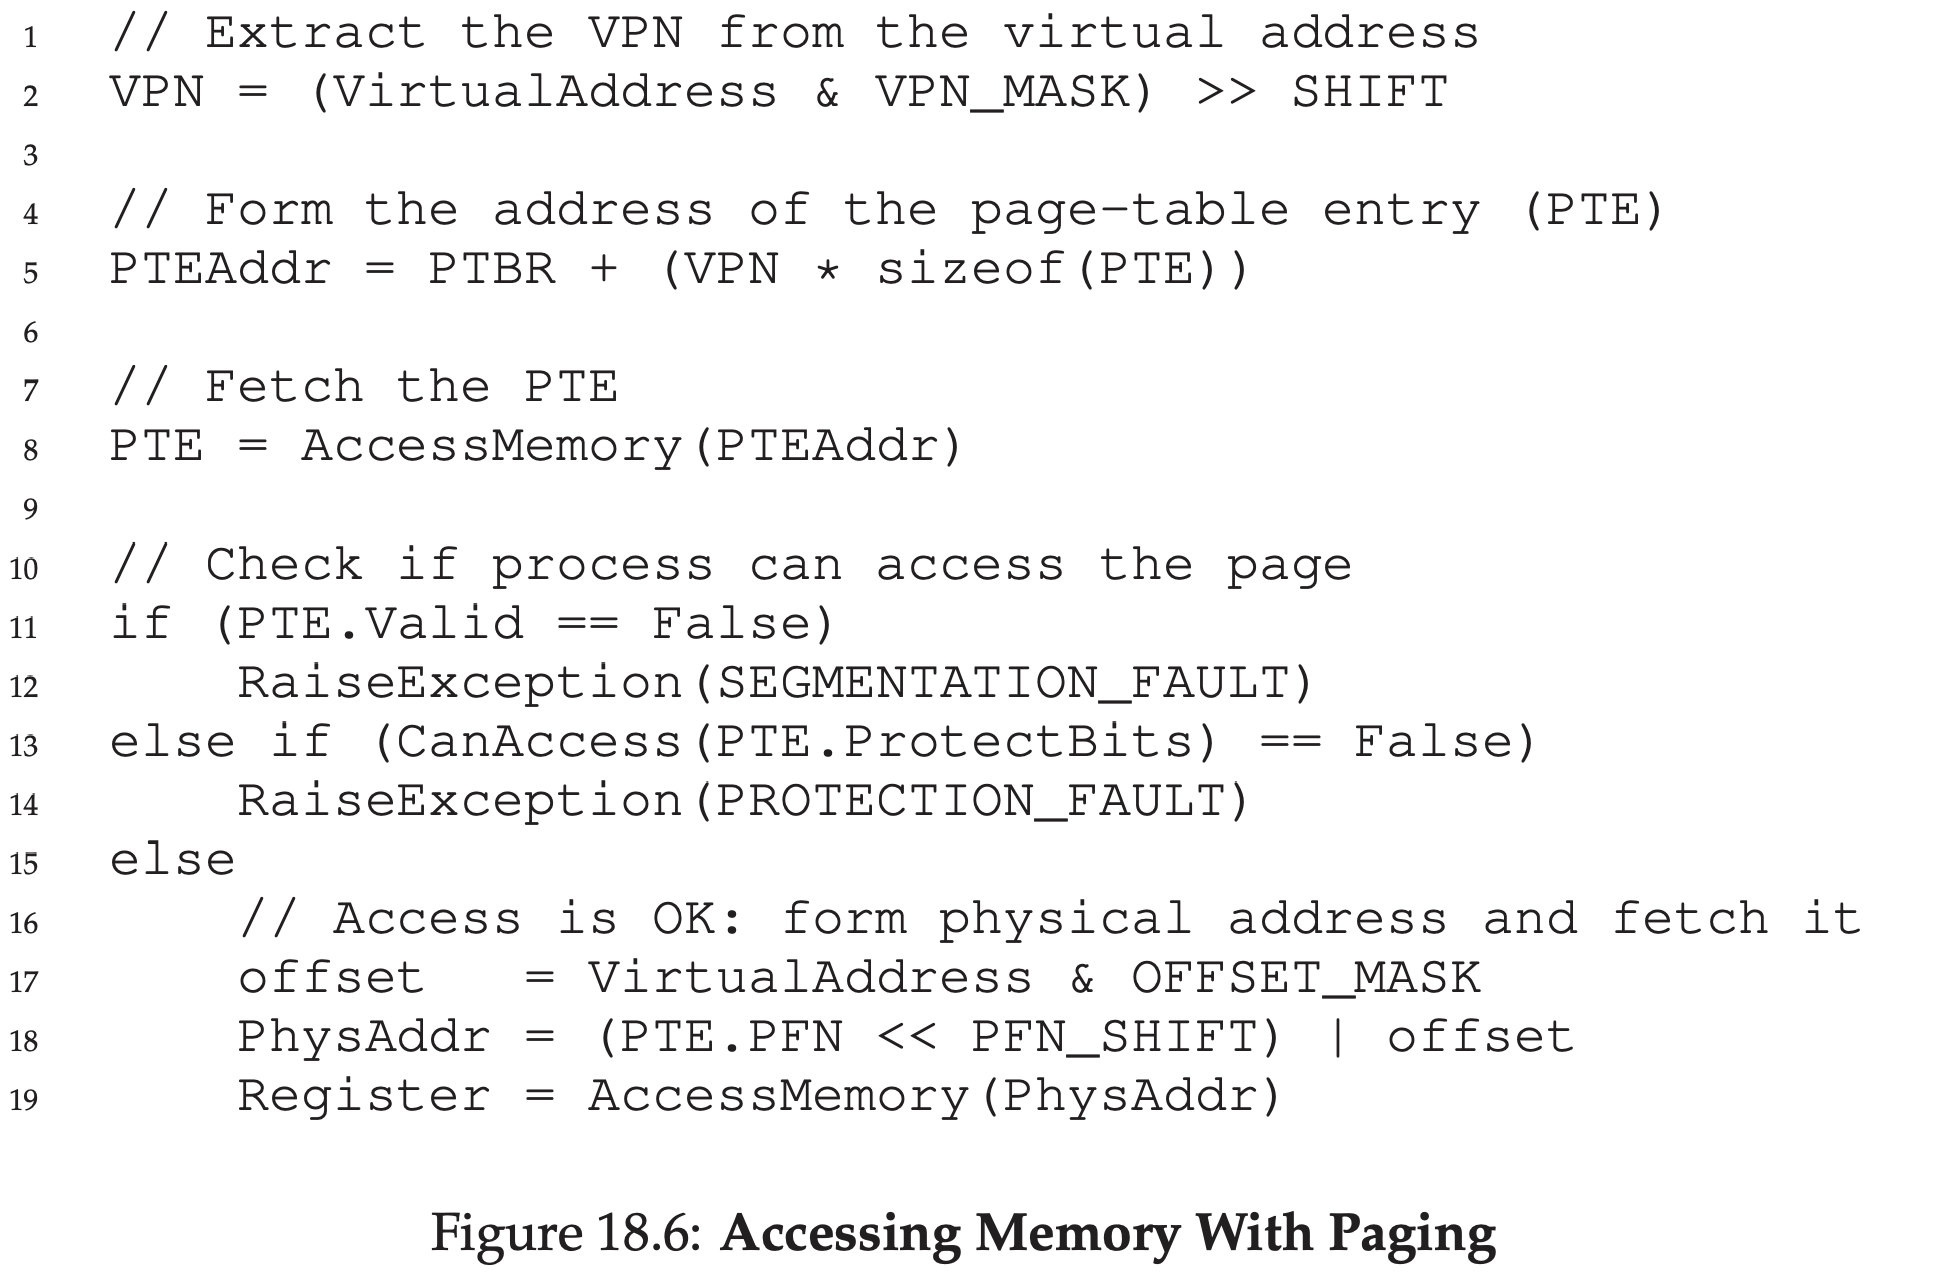 1 // Extract the VPN from the virtual address
2 VPN = (VirtualAddress & VPN_MASK) >> SHIFT
3
4 // Form the address of the page-table entry (PTE)
5 PTEAddr = PTBR + (VPN * sizeof(PTE))
6
7 // Fetch the PTE
8 PTE = AccessMemory(PTEAddr)
9
10 // Check if process can access the page
11 if (PTE.Valid == False)
12     RaiseException(SEGMENTATION_FAULT)
13 else if (CanAccess(PTE.ProtectBits) == False)
14     RaiseException(PROTECTION_FAULT)
15 else
16     // Access is OK: form physical address and fetch it
17     offset   = VirtualAddress & OFFSET_MASK
18     PhysAddr = (PTE.PFN << PFN_SHIFT) | offset
19     Register = AccessMemory(PhysAddr)
Figure 18.6: Accessing Memory With Paging